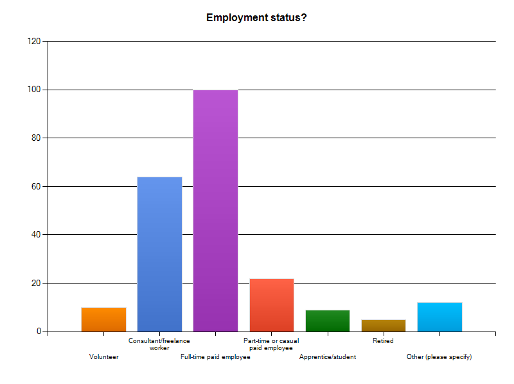 Employment status?
120
100
80
60
40
20
0
Volunteer
Consultant/freelance
worker
Full-time paid employee
Part-time or casual
paid employee
Apprentice/student
Retired
Other (please specify)